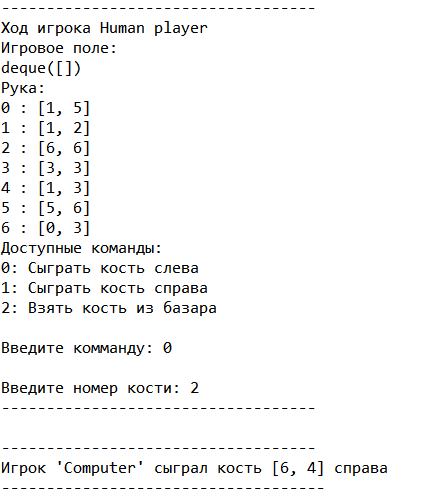 -----------------------------------
Ход игрока Human player
Игровое поле:
deque([])
Рука:
0 : [1, 5]
1 : [1, 2]
2 : [6, 6]
3 : [3, 3]
4 : [1, 3]
5 : [5, 6]
6 : [0, 3]
Доступные команды:
0: Сыграть кость слева
1: Сыграть кость справа
2: Взять кость из базара
Введите комманду: 0
Введите номер кости: 2
-----------------------------------
-----------------------------------
Игрок 'Computer' сыграл кость [6, 4] справа
---------------------------------------